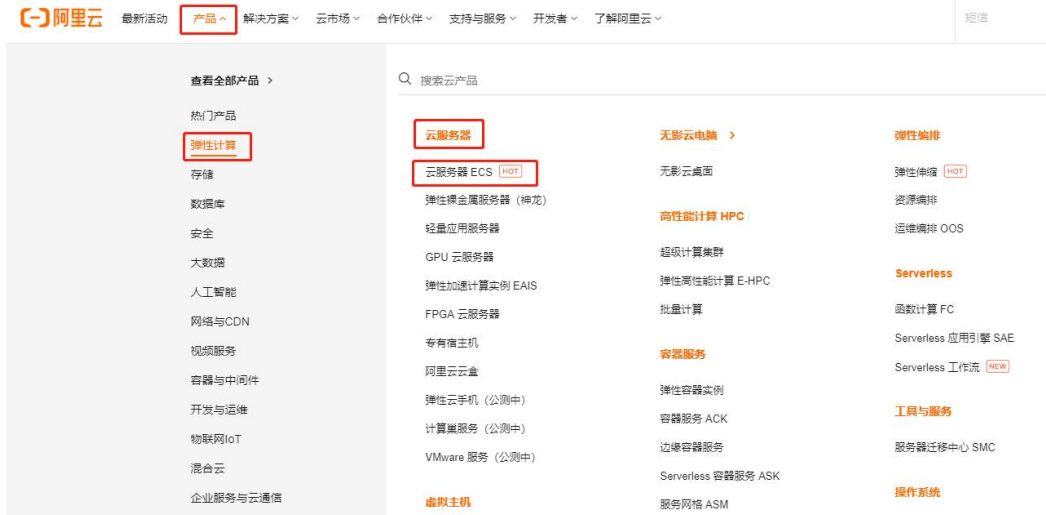 阿里云 最新活动 产品 解决方案 云市场 合作伙伴 支持与服务 开发者 了解阿里云 短信
查看全部产品 >
热门产品
弹性计算
存储
数据库
安全
大数据
人工智能
网络与CDN
视频服务
容器与中间件
开发与运维
物联网IoT
混合云
企业服务与云通信
搜索云产品
云服务器
云服务器 ECS HOT
弹性裸金属服务器（神龙）
轻量应用服务器
GPU 云服务器
弹性加速计算实例 EAIS
FPGA 云服务器
专有宿主机
阿里云云盒
弹性云手机（公测中）
计算巢服务（公测中）
VMware 服务（公测中）
虚拟主机
无影云电脑 >
无影云桌面
高性能计算 HPC
超级计算集群
弹性高性能计算 E-HPC
批量计算
容器服务
弹性容器实例
容器服务 ACK
边缘容器服务
Serverless 容器服务 ASK
服务网格 ASM
弹性编排
弹性伸缩 HOT
资源编排
运维编排 OOS
Serverless
函数计算 FC
Serverless 应用引擎 SAE
Serverless 工作流 NEW
工具与服务
服务器迁移中心 SMC
操作系统